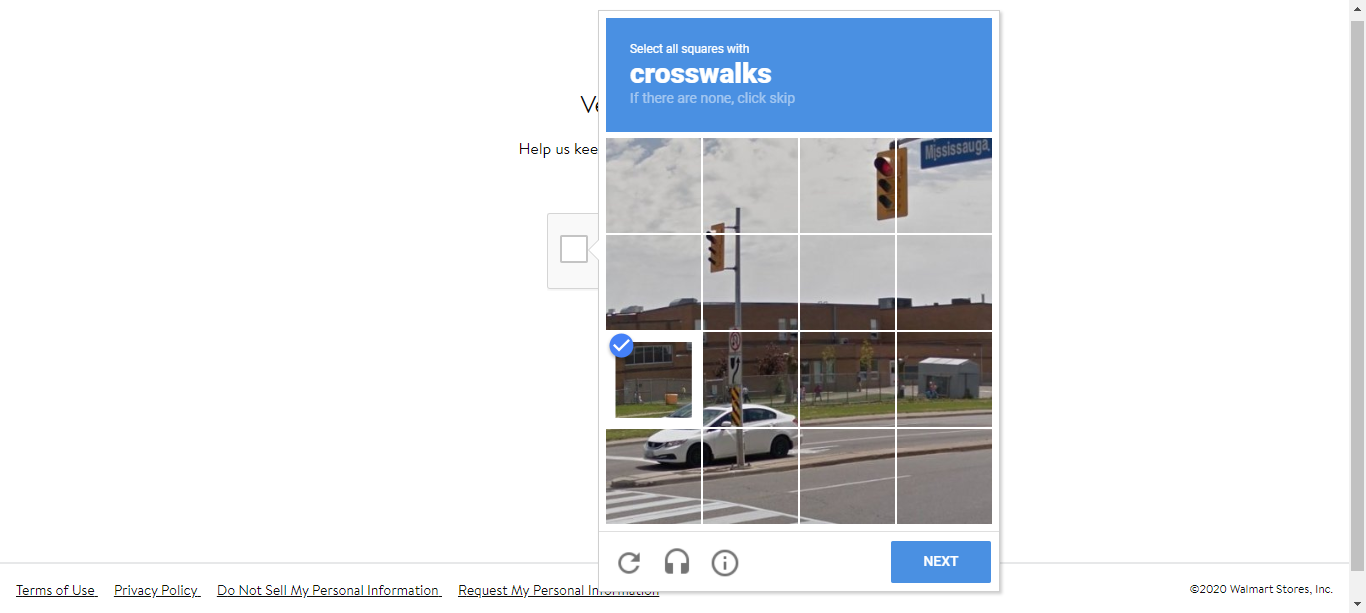 Select all squares with
crosswalks
If there are none, click skip
Ve
Help us kee
Mississauga
NEXT
Terms of Use Privacy Policy Do Not Sell My Personal Information Request My Personal Information
©2020 Walmart Stores, Inc.